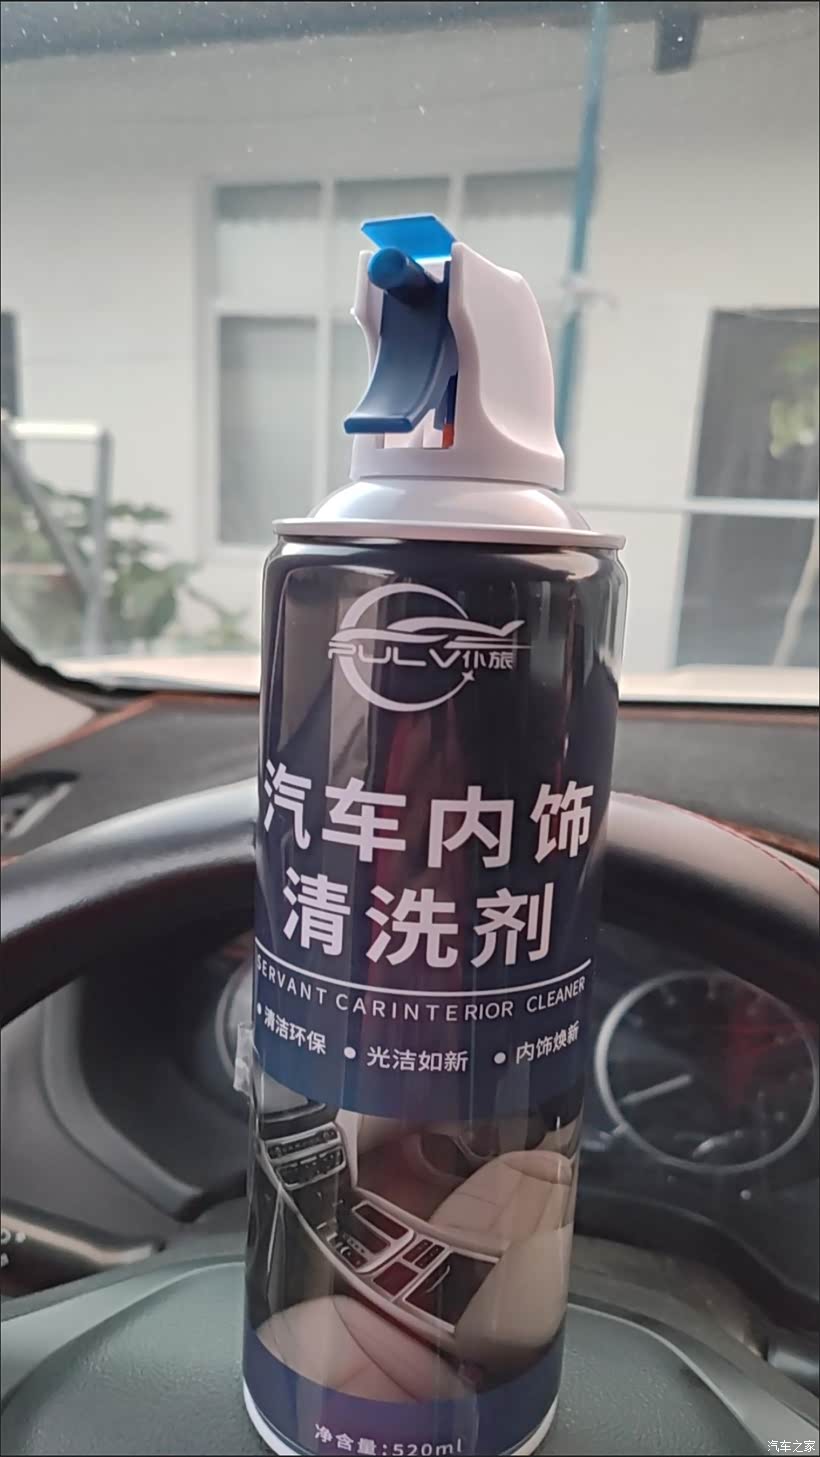 PULV仆旅
汽车内饰
清洗剂
SERVANT CARINTERIOR CLEANER
• 清洁环保 • 光洁如新 • 内饰焕新
净含量:520ml
汽车之家